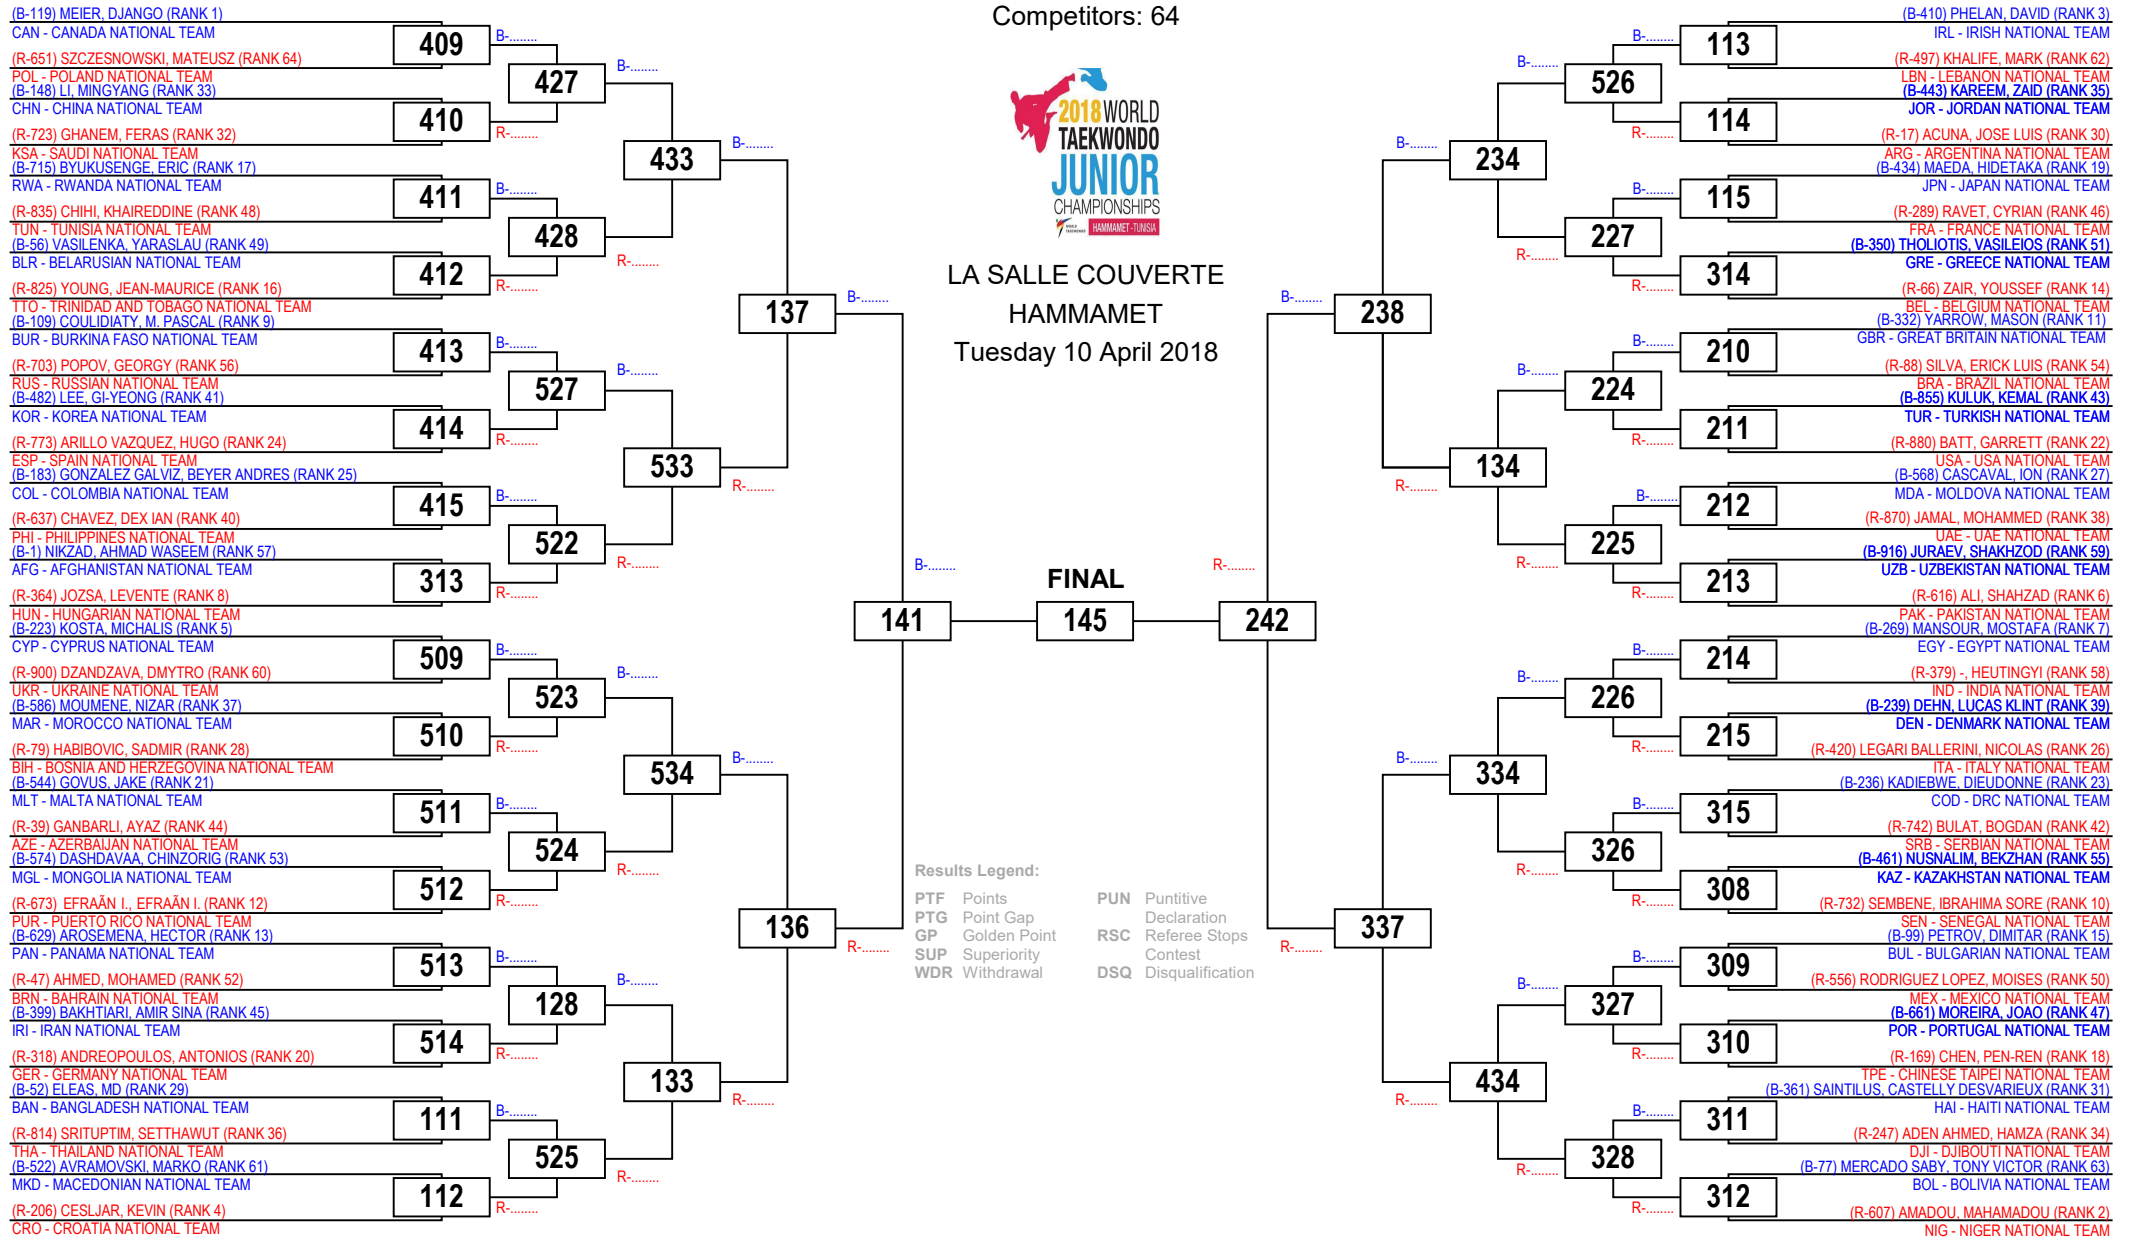 Competitors: 64
2018 WORLD
TAEKWONDO
JUNIOR
CHAMPIONSHIPS
WORLD TAEKWONDO
HAMMAMET - TUNISIA
LA SALLE COUVERTE
HAMMAMET
Tuesday 10 April 2018
(B-119) MEIER, DJANGO (RANK 1)
CAN - CANADA NATIONAL TEAM
409
(R-651) SZCZESNOWSKI, MATEUSZ (RANK 64)
POL - POLAND NATIONAL TEAM
(B-148) LI, MINGYANG (RANK 33)
CHN - CHINA NATIONAL TEAM
410
(R-723) GHANEM, FERAS (RANK 32)
KSA - SAUDI NATIONAL TEAM
(B-715) BYUKUSENGE, ERIC (RANK 17)
RWA - RWANDA NATIONAL TEAM
411
(R-835) CHIHI, KHAIREDDINE (RANK 48)
TUN - TUNISIA NATIONAL TEAM
(B-56) VASILENKA, YARASLAU (RANK 49)
BLR - BELARUSIAN NATIONAL TEAM
412
(R-825) YOUNG, JEAN-MAURICE (RANK 16)
TTO - TRINIDAD AND TOBAGO NATIONAL TEAM
(B-109) COULIDIATY, M. PASCAL (RANK 9)
BUR - BURKINA FASO NATIONAL TEAM
413
(R-703) POPOV, GEORGY (RANK 56)
RUS - RUSSIAN NATIONAL TEAM
(B-482) LEE, GI-YEONG (RANK 41)
KOR - KOREA NATIONAL TEAM
414
(R-773) ARILLO VAZQUEZ, HUGO (RANK 24)
ESP - SPAIN NATIONAL TEAM
(B-183) GONZALEZ GALVIZ, BEYER ANDRES (RANK 25)
COL - COLOMBIA NATIONAL TEAM
415
(R-637) CHAVEZ, DEX IAN (RANK 40)
PHI - PHILIPPINES NATIONAL TEAM
(B-1) NIKZAD, AHMAD WASEEM (RANK 57)
AFG - AFGHANISTAN NATIONAL TEAM
313
(R-364) JOZSA, LEVENTE (RANK 8)
HUN - HUNGARIAN NATIONAL TEAM
(B-223) KOSTA, MICHALIS (RANK 5)
CYP - CYPRUS NATIONAL TEAM
509
(R-900) DZANDZAVA, DMYTRO (RANK 60)
UKR - UKRAINE NATIONAL TEAM
(B-586) MOUMENE, NIZAR (RANK 37)
MAR - MOROCCO NATIONAL TEAM
510
(R-79) HABIBOVIC, SADMIR (RANK 28)
BIH - BOSNIA AND HERZEGOVINA NATIONAL TEAM
(B-544) GOVUS, JAKE (RANK 21)
MLT - MALTA NATIONAL TEAM
511
(R-39) GANBARLI, AYAZ (RANK 44)
AZE - AZERBAIJAN NATIONAL TEAM
(B-574) DASHDAVAA, CHINZORIG (RANK 53)
MGL - MONGOLIA NATIONAL TEAM
512
(R-673) EFRAÃN I., EFRAÃN I. (RANK 12)
PUR - PUERTO RICO NATIONAL TEAM
(B-629) AROSEMENA, HECTOR (RANK 13)
PAN - PANAMA NATIONAL TEAM
513
(R-47) AHMED, MOHAMED (RANK 52)
BRN - BAHRAIN NATIONAL TEAM
(B-399) BAKHTIARI, AMIR SINA (RANK 45)
IRI - IRAN NATIONAL TEAM
514
(R-318) ANDREOPOULOS, ANTONIOS (RANK 20)
GER - GERMANY NATIONAL TEAM
(B-52) ELEAS, MD (RANK 29)
BAN - BANGLADESH NATIONAL TEAM
111
(R-814) SRITUPTIM, SETTHAWUT (RANK 36)
THA - THAILAND NATIONAL TEAM
(B-522) AVRAMOVSKI, MARKO (RANK 61)
MKD - MACEDONIAN NATIONAL TEAM
112
(R-206) CESLJAR, KEVIN (RANK 4)
CRO - CROATIA NATIONAL TEAM
B-........
427
R-........
B-........
428
R-........
B-........
527
R-........
B-........
522
R-........
B-........
523
R-........
B-........
524
R-........
B-........
128
R-........
B-........
525
R-........
B-........
433
R-........
B-........
533
R-........
B-........
534
R-........
B-........
133
R-........
B-........
137
R-........
B-........
136
R-........
B-........
B-........
141
R-........
FINAL
145
R-........
B-........
242
R-........
B-........
238
R-........
B-........
337
R-........
B-........
234
R-........
B-........
134
R-........
B-........
334
R-........
B-........
434
R-........
B-........
526
R-........
B-........
227
R-........
B-........
224
R-........
B-........
225
R-........
B-........
226
R-........
B-........
326
R-........
B-........
327
R-........
B-........
328
R-........
(B-410) PHELAN, DAVID (RANK 3)
IRL - IRISH NATIONAL TEAM
113
(R-497) KHALIFE, MARK (RANK 62)
LBN - LEBANON NATIONAL TEAM
(B-443) KAREEM, ZAID (RANK 35)
JOR - JORDAN NATIONAL TEAM
114
(R-17) ACUNA, JOSE LUIS (RANK 30)
ARG - ARGENTINA NATIONAL TEAM
(B-434) MAEDA, HIDETAKA (RANK 19)
JPN - JAPAN NATIONAL TEAM
115
(R-289) RAVET, CYRIAN (RANK 46)
FRA - FRANCE NATIONAL TEAM
(B-350) THOLIOTIS, VASILEIOS (RANK 51)
GRE - GREECE NATIONAL TEAM
314
(R-66) ZAIR, YOUSSEF (RANK 14)
BEL - BELGIUM NATIONAL TEAM
(B-332) YARROW, MASON (RANK 11)
GBR - GREAT BRITAIN NATIONAL TEAM
210
(R-88) SILVA, ERICK LUIS (RANK 54)
BRA - BRAZIL NATIONAL TEAM
(B-855) KULUK, KEMAL (RANK 43)
TUR - TURKISH NATIONAL TEAM
211
(R-880) BATT, GARRETT (RANK 22)
USA - USA NATIONAL TEAM
(B-568) CASCAVAL, ION (RANK 27)
MDA - MOLDOVA NATIONAL TEAM
212
(R-870) JAMAL, MOHAMMED (RANK 38)
UAE - UAE NATIONAL TEAM
(B-916) JURAEV, SHAKHZOD (RANK 59)
UZB - UZBEKISTAN NATIONAL TEAM
213
(R-616) ALI, SHAHZAD (RANK 6)
PAK - PAKISTAN NATIONAL TEAM
(B-269) MANSOUR, MOSTAFA (RANK 7)
EGY - EGYPT NATIONAL TEAM
214
(R-379) -, HEUTINGYI (RANK 58)
IND - INDIA NATIONAL TEAM
(B-239) DEHN, LUCAS KLINT (RANK 39)
DEN - DENMARK NATIONAL TEAM
215
(R-420) LEGARI BALLERINI, NICOLAS (RANK 26)
ITA - ITALY NATIONAL TEAM
(B-236) KADIEBWE, DIEUDONNE (RANK 23)
COD - DRC NATIONAL TEAM
315
(R-742) BULAT, BOGDAN (RANK 42)
SRB - SERBIAN NATIONAL TEAM
(B-461) NUSNALIM, BEKZHAN (RANK 55)
KAZ - KAZAKHSTAN NATIONAL TEAM
308
(R-732) SEMBENE, IBRAHIMA SORE (RANK 10)
SEN - SENEGAL NATIONAL TEAM
(B-99) PETROV, DIMITAR (RANK 15)
BUL - BULGARIAN NATIONAL TEAM
309
(R-556) RODRIGUEZ LOPEZ, MOISES (RANK 50)
MEX - MEXICO NATIONAL TEAM
(B-661) MOREIRA, JOAO (RANK 47)
POR - PORTUGAL NATIONAL TEAM
310
(R-169) CHEN, PEN-REN (RANK 18)
TPE - CHINESE TAIPEI NATIONAL TEAM
(B-361) SAINTILUS, CASTELLY DESVARIEUX (RANK 31)
HAI - HAITI NATIONAL TEAM
311
(R-247) ADEN AHMED, HAMZA (RANK 34)
DJI - DJIBOUTI NATIONAL TEAM
(B-77) MERCADO SABY, TONY VICTOR (RANK 63)
BOL - BOLIVIA NATIONAL TEAM
312
(R-607) AMADOU, MAHAMADOU (RANK 2)
NIG - NIGER NATIONAL TEAM
Results Legend:
PTF Points
PTG Point Gap
GP Golden Point
SUP Superiority
WDR Withdrawal
PUN Puntitive
Declaration
RSC Referee Stops
Contest
DSQ Disqualification